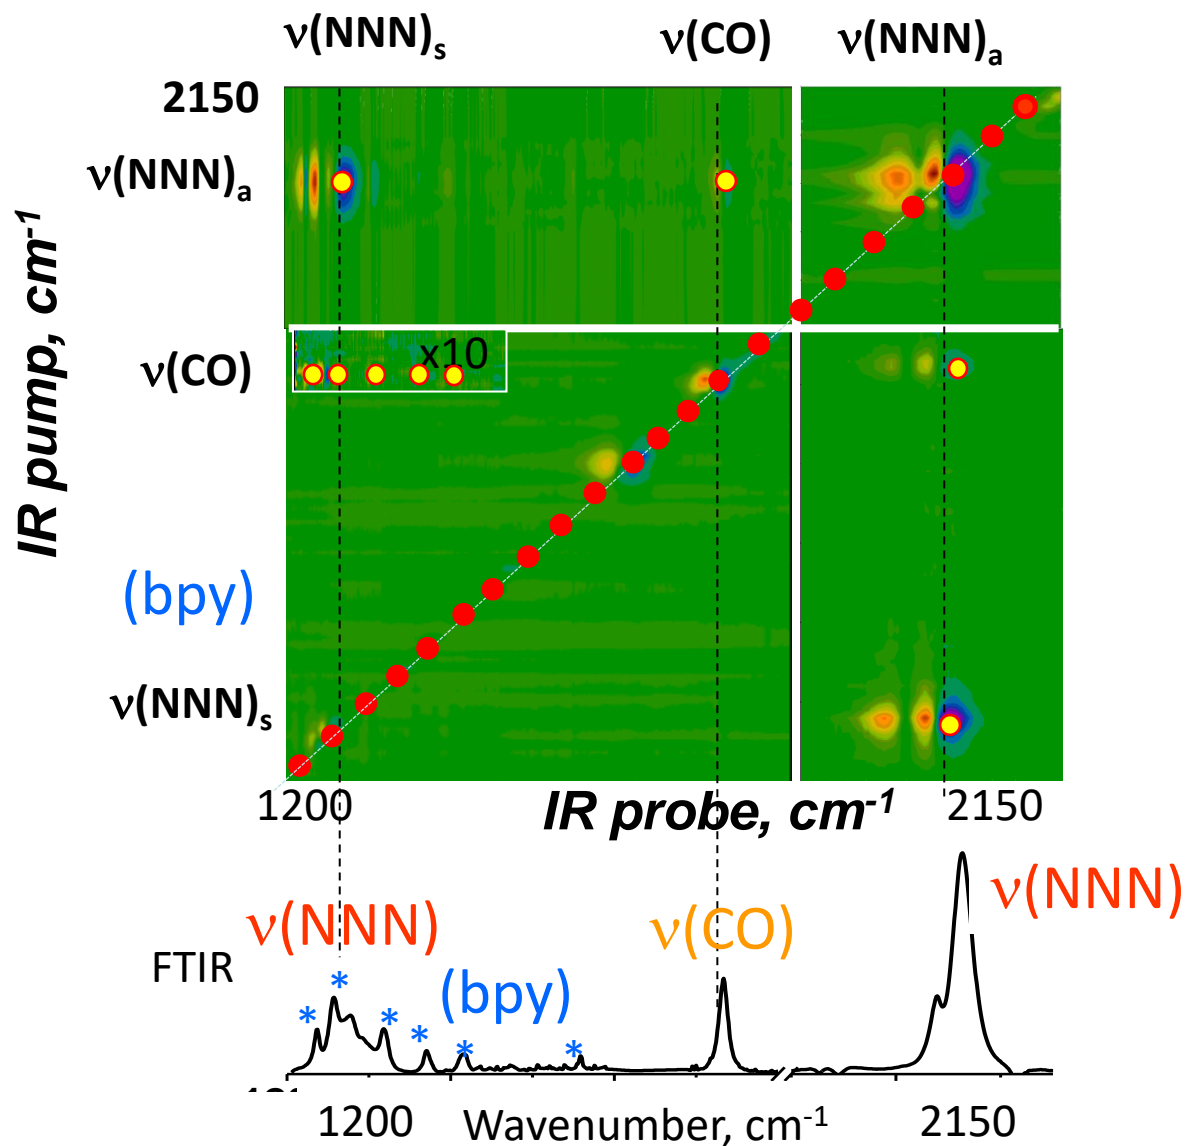 ν(NNN)s ν(CO) ν(NNN)a
2150
ν(NNN)a
IR pump, cm-1
x10
ν(CO)
(bpy)
ν(NNN)s
1200 IR probe, cm-1 2150
ν(NNN) ν(CO) ν(NNN)
FTIR
* * * * (bpy) * *
1200 Wavenumber, cm-1 2150